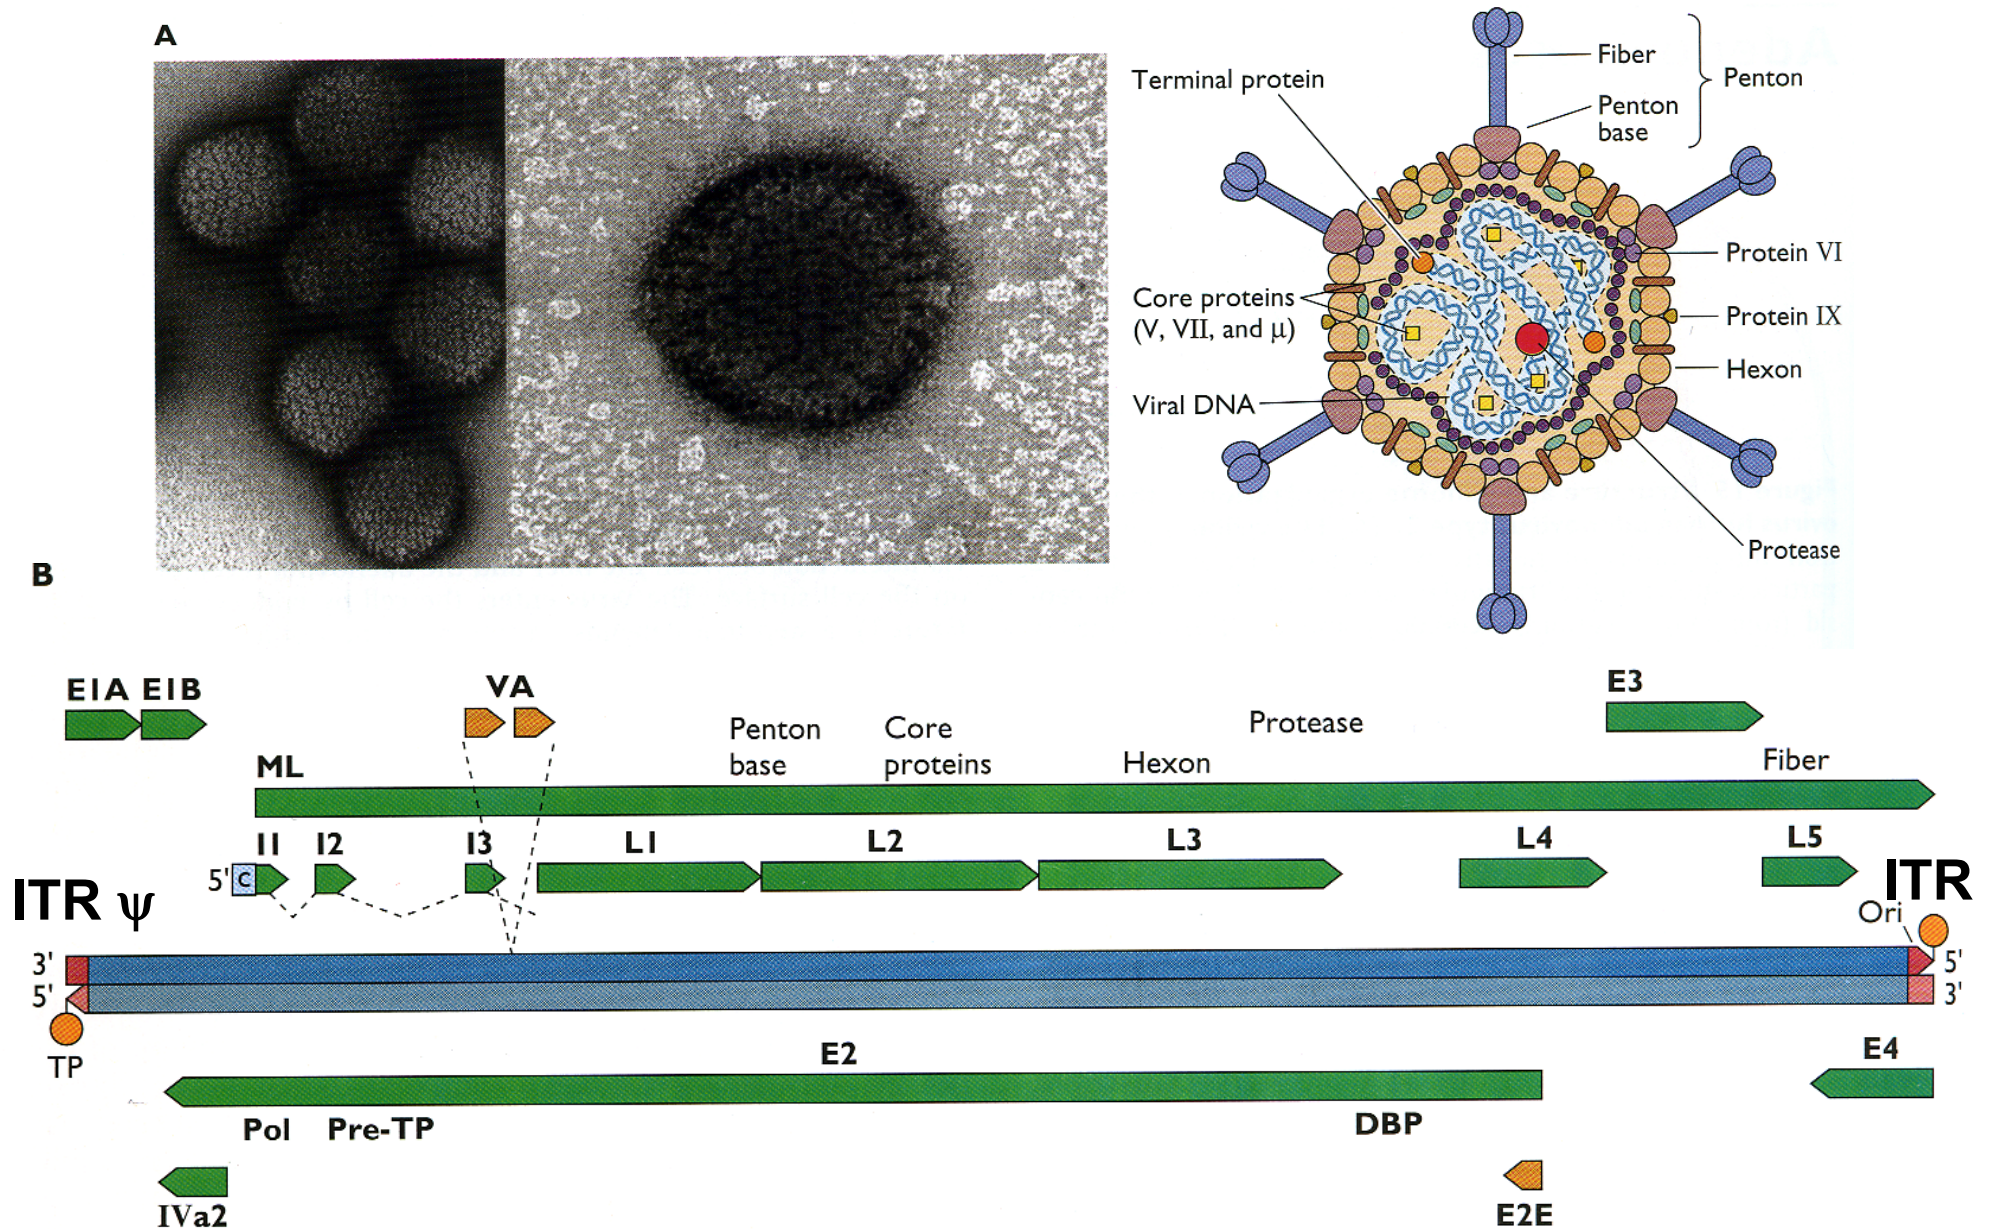 A
Terminal protein
Fiber
Penton
Penton
base
Protein VI
Core proteins
(V, VII, and μ)
Protein IX
Hexon
Viral DNA
Protease
B
E1A E1B
VA
E3
Penton
base
Core
proteins
Hexon
Protease
Fiber
ML
I1
I2
I3
L1
L2
L3
L4
L5
5' C
ITR ψ
ITR
Ori
3'
5'
5'
3'
TP
E2
E4
Pol
Pre-TP
DBP
IVa2
E2E